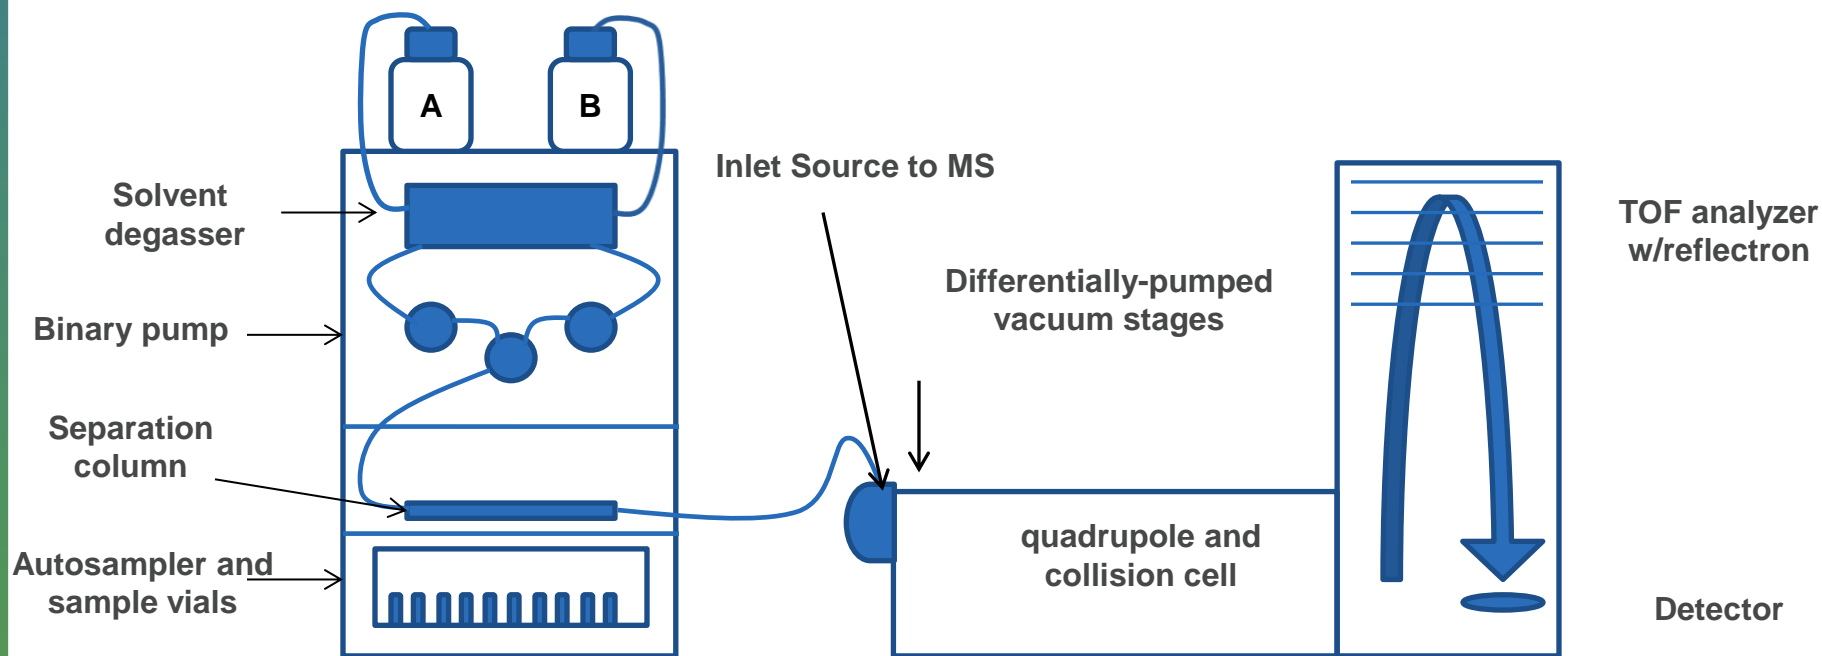 A
B
Solvent
degasser
Binary pump
Separation
column
Autosampler and
sample vials
Inlet Source to MS
Differentially-pumped
vacuum stages
quadrupole and
collision cell
TOF analyzer
w/reflectron
Detector